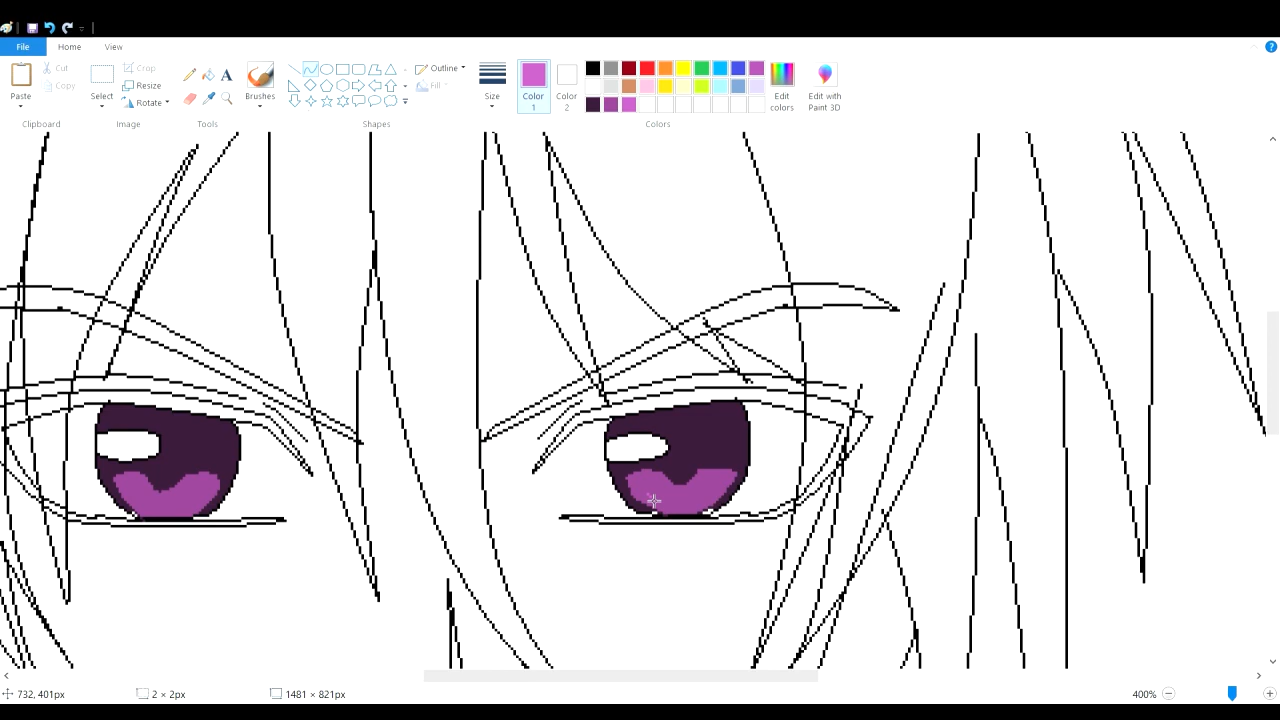 File Home View
Paste Cut Copy
Select Crop Resize Rotate
A
Brushes
Outline Fill
Size
Color 1
Color 2
Edit colors
Edit with Paint 3D
Clipboard Image Tools Shapes Colors
732, 401px 2 × 2px 1481 × 821px 400%